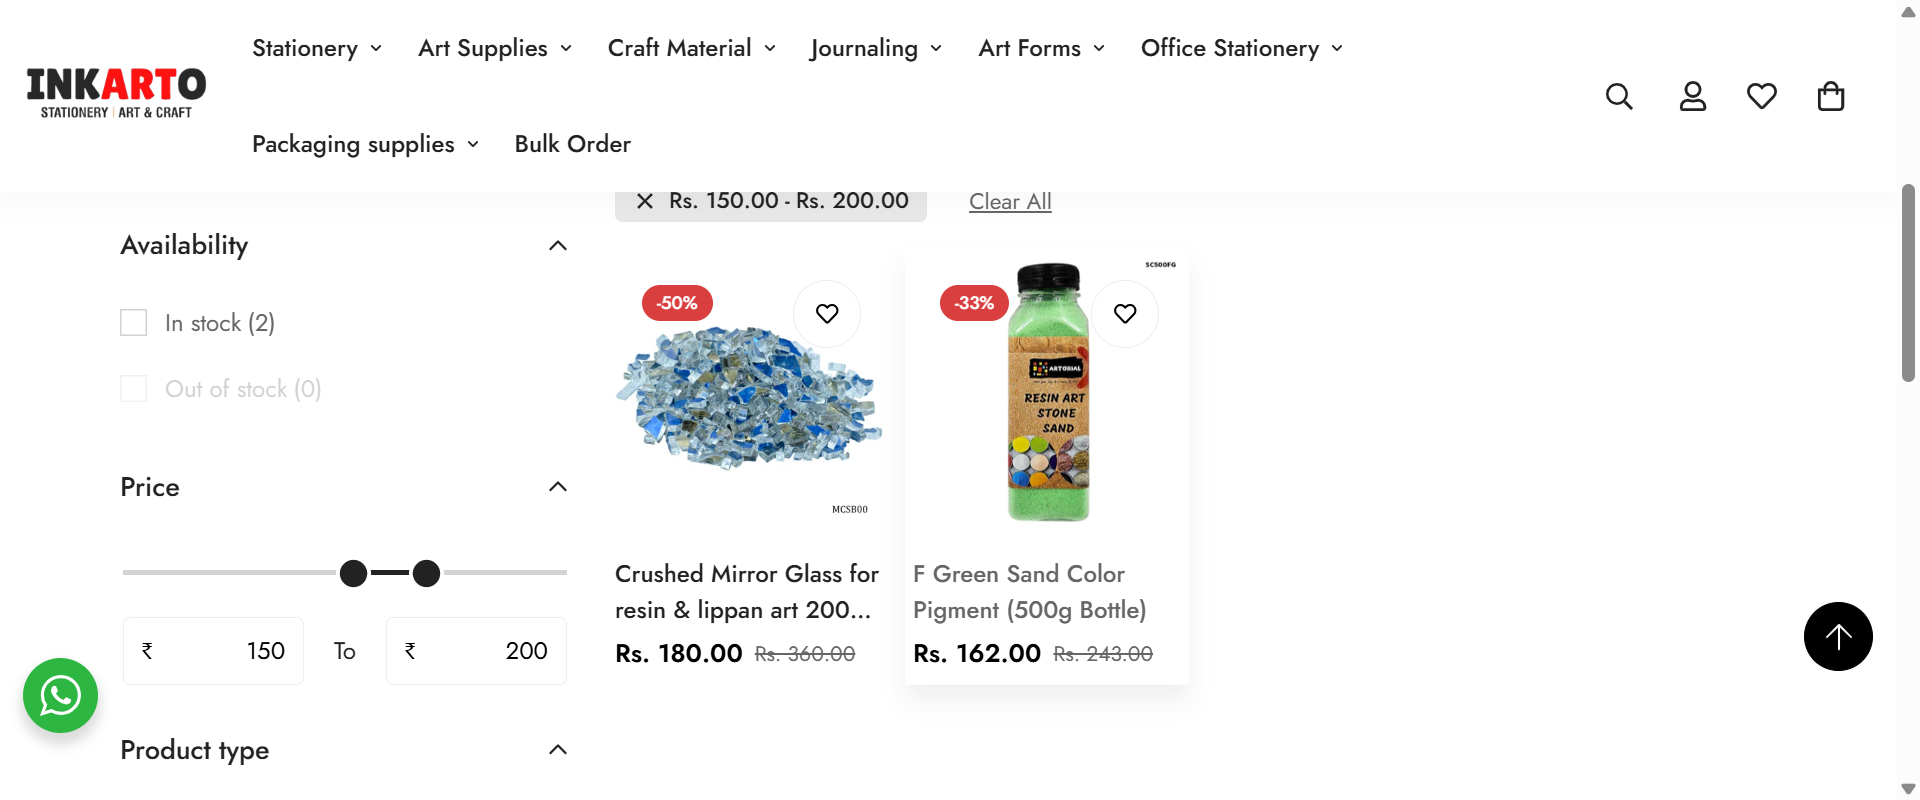 Stationery
Art Supplies
Craft Material
Journaling
Art Forms
Office Stationery
Packaging supplies
Bulk Order
INKARTO
STATIONERY | ART & CRAFT
Rs. 150.00 - Rs. 200.00
Clear All
Availability
In stock (2)
Out of stock (0)
Price
₹ 150
To
₹ 200
Product type
-50%
MCSB00
Crushed Mirror Glass for
resin & lippan art 200...
Rs. 180.00 Rs. 360.00
-33%
SC500FG
ARTORIAL
RESIN ART
STONE
SAND
F Green Sand Color
Pigment (500g Bottle)
Rs. 162.00 Rs. 243.00